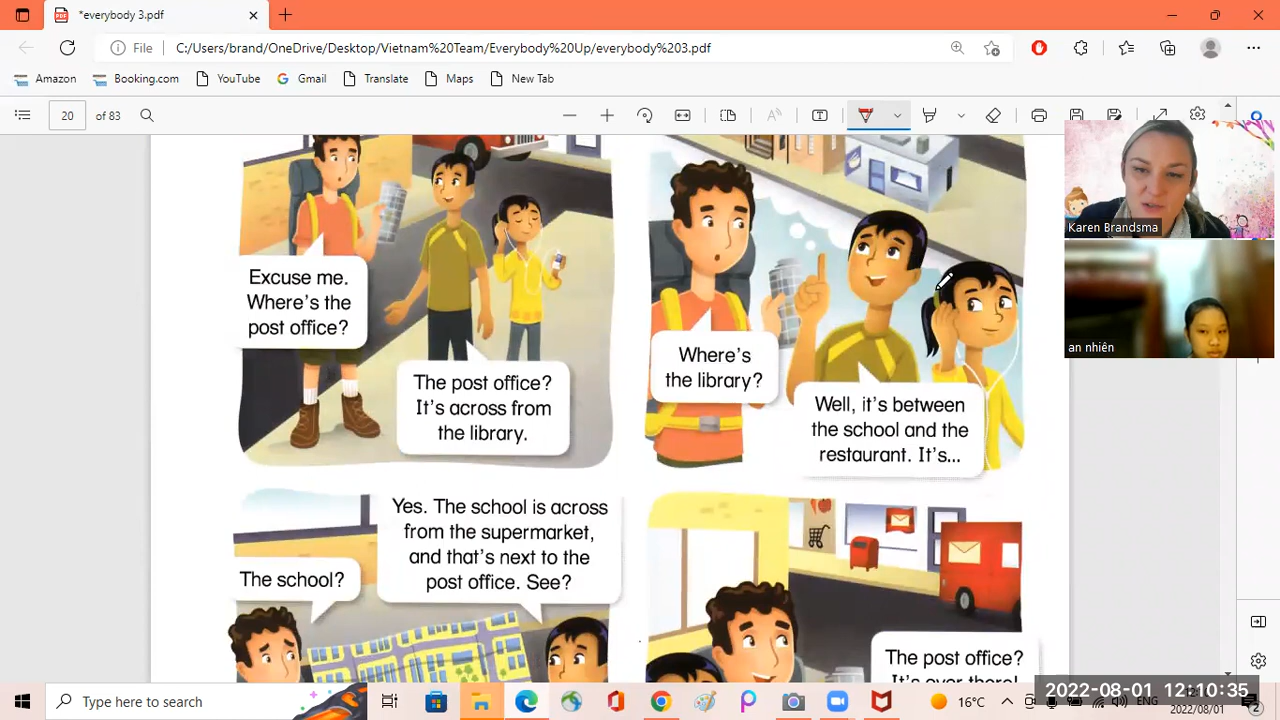 *everybody 3.pdf
File
C:/Users/brand/OneDrive/Desktop/Vietnam%20Team/Everybody%20Up/everybody%203.pdf
Amazon
Booking.com
YouTube
Gmail
Translate
Maps
New Tab
20 of 83
Excuse me.
Where's the
post office?
The post office?
It's across from
the library.
Where's
the library?
Well, it's between
the school and the
restaurant. It's...
The school?
Yes. The school is across
from the supermarket,
and that's next to the
post office. See?
The post office?
It's over there!
Karen Brandsma
an nhiên
Type here to search
16°C
ENG
2022-08-01 12:10:35
2022/08/01